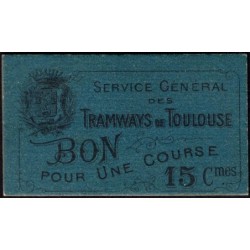 SERVICE GENERAL
DES
TRAMWAYS DE TOULOUSE
BON
POUR UNE COURSE
15 Cmes